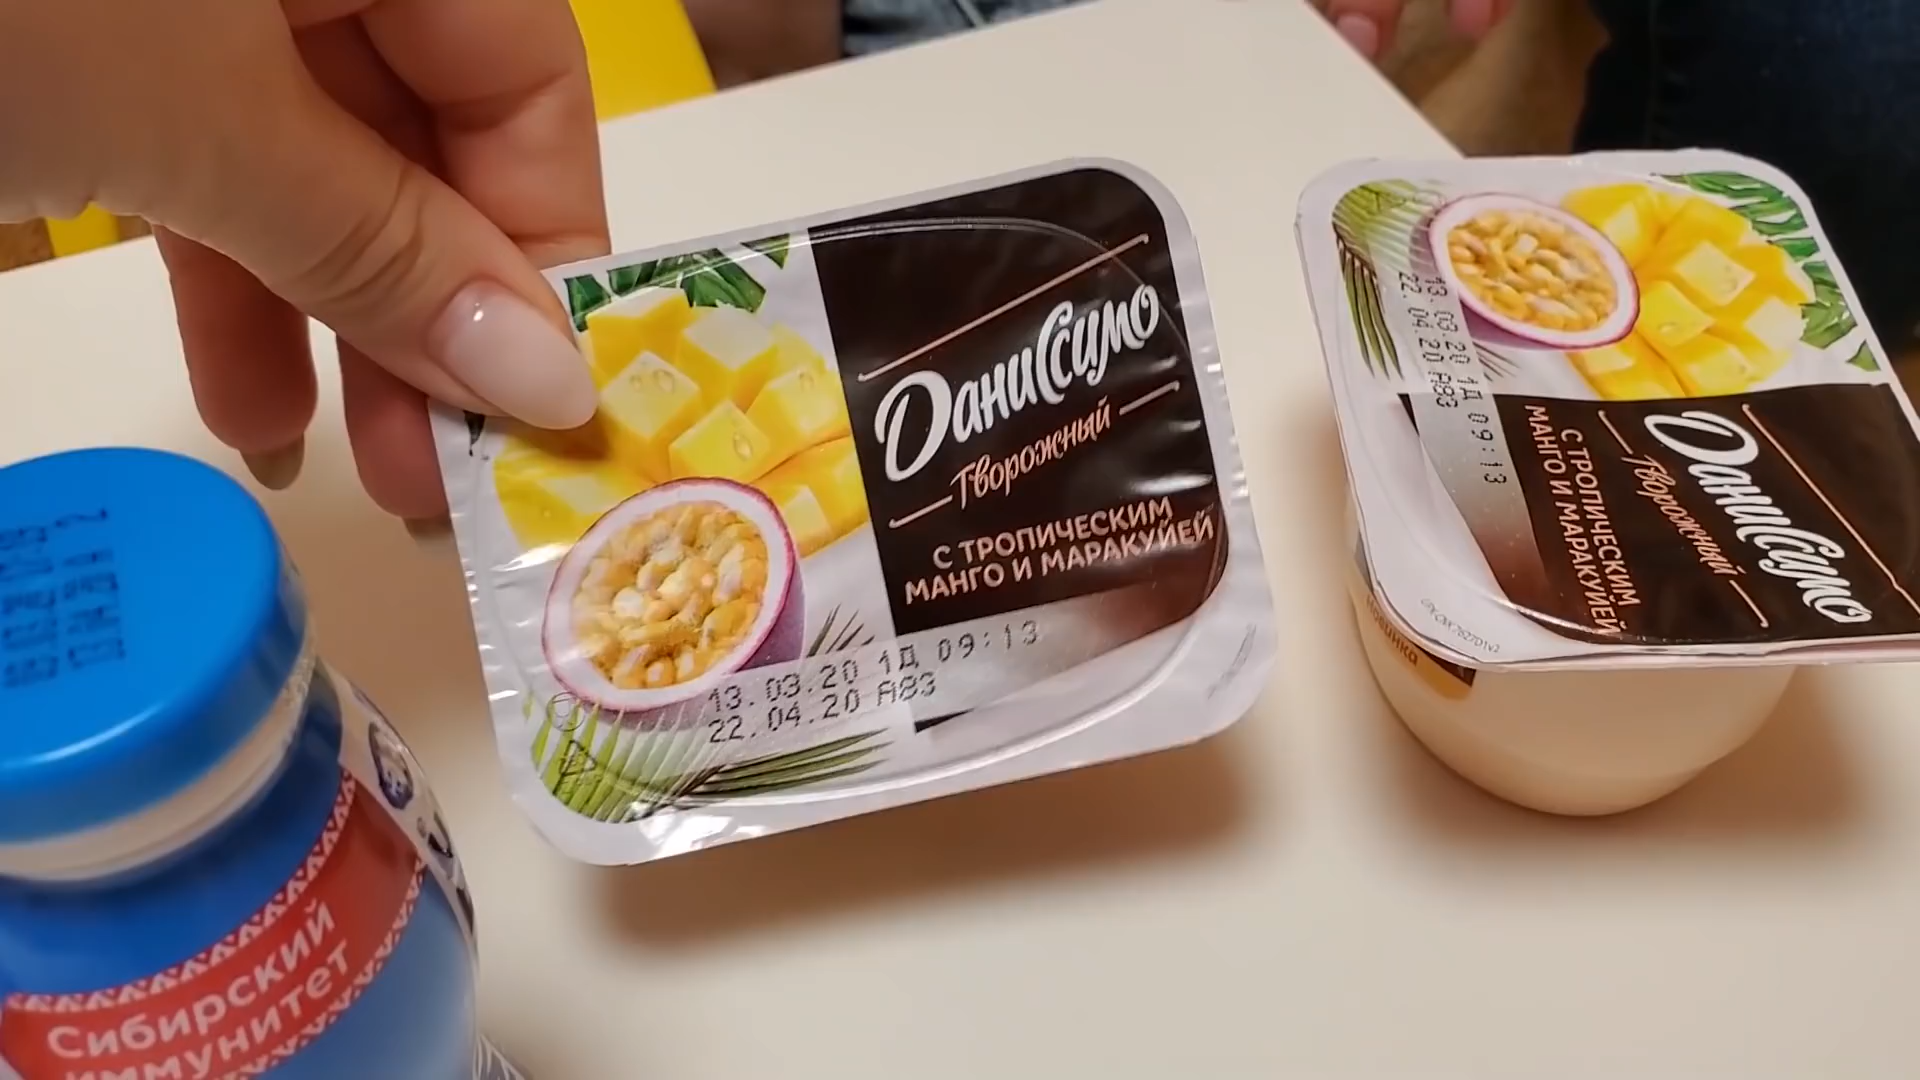 Даниссимо
Творожный
С ТРОПИЧЕСКИМ
МАНГО И МАРАКУЙЕЙ
13.03.20 1Д 09:13
22.04.20 А83
13.03.20 1Д 09:13
22.04.20 А83
Даниссимо
Творожный
С ТРОПИЧЕСКИМ
МАНГО И МАРАКУЙЕЙ
новинка
Сибирский
иммунитет